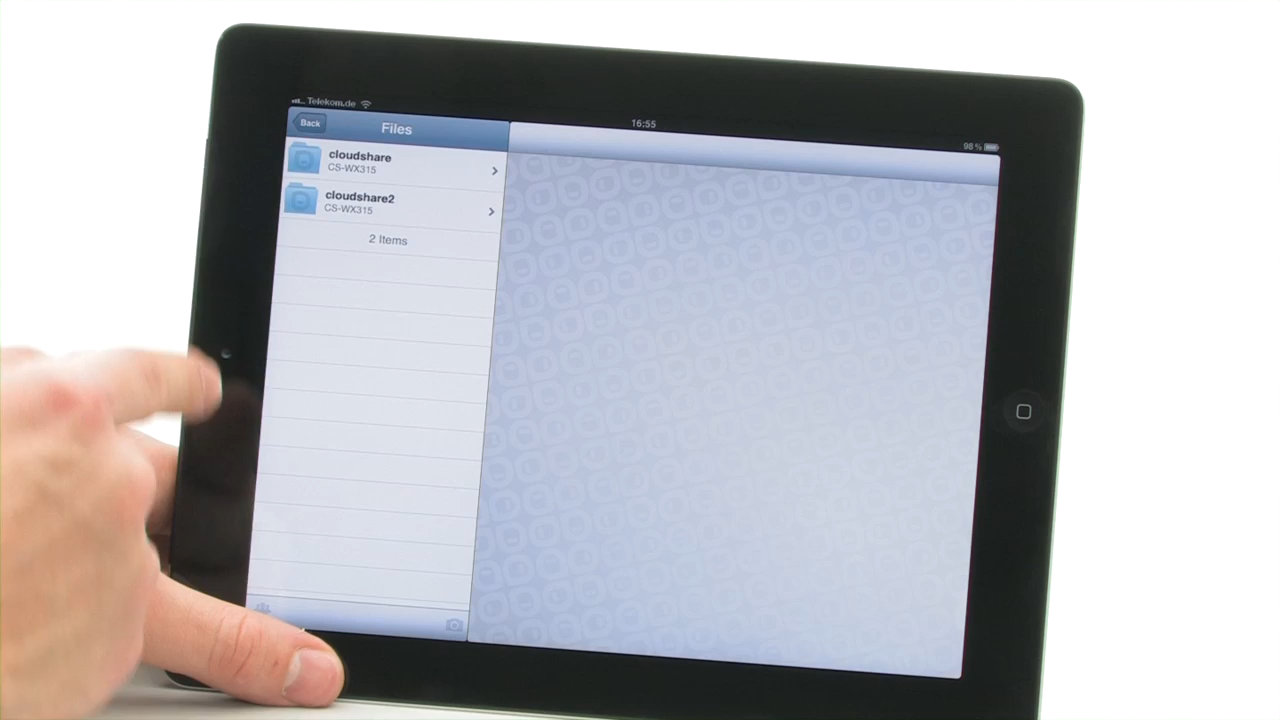 Telekom.de
16:55
98 %
Back
Files
cloudshare
CS-WX315
cloudshare2
CS-WX315
2 Items